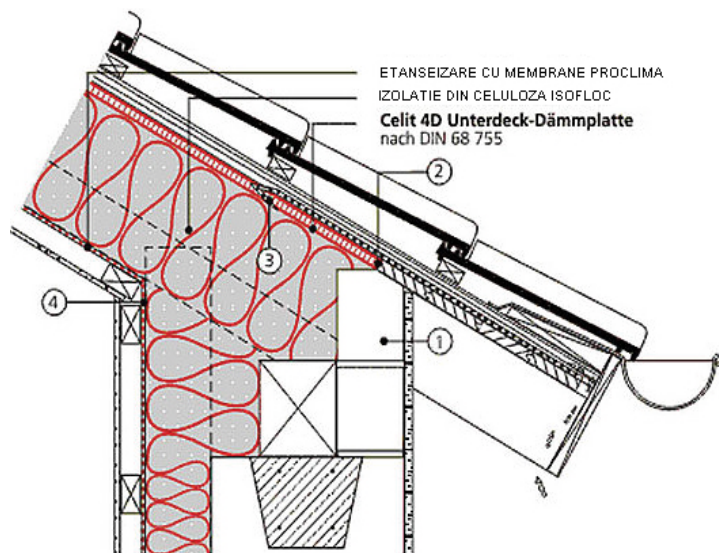 ETANSEIZARE CU MEMBRANE PROCLIMA
IZOLATIE DIN CELULOZA ISOFLOC
Celit 4D Unterdeck-Dämmplatte
nach DIN 68 755
2
3
4
1